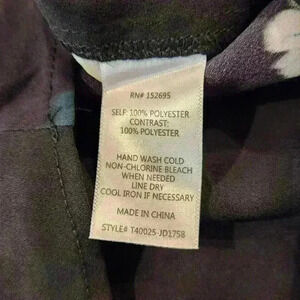 RN# 152695
SELF: 100% POLYESTER
CONTRAST:
100% POLYESTER
HAND WASH COLD
NON-CHLORINE BLEACH
WHEN NEEDED
LINE DRY
COOL IRON IF NECESSARY
MADE IN CHINA
STYLE# T40025-JD1758